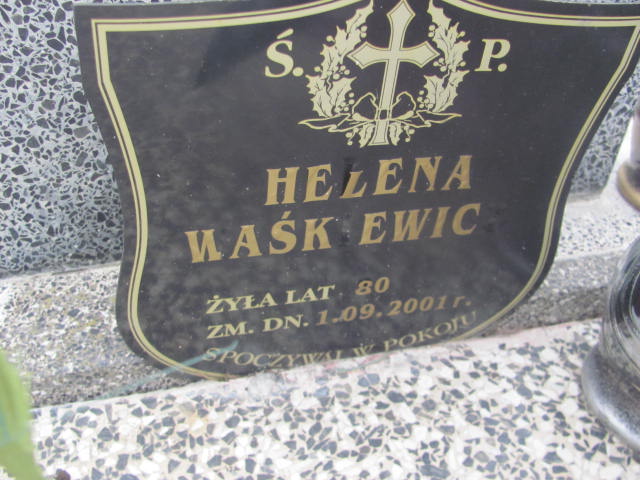 Ś. P.
HELENA
WAŚK EWIC
ŻYŁA LAT 80
ZM. DN. 1.09.2001 r.
SPOCZYWAJ W POKOJU